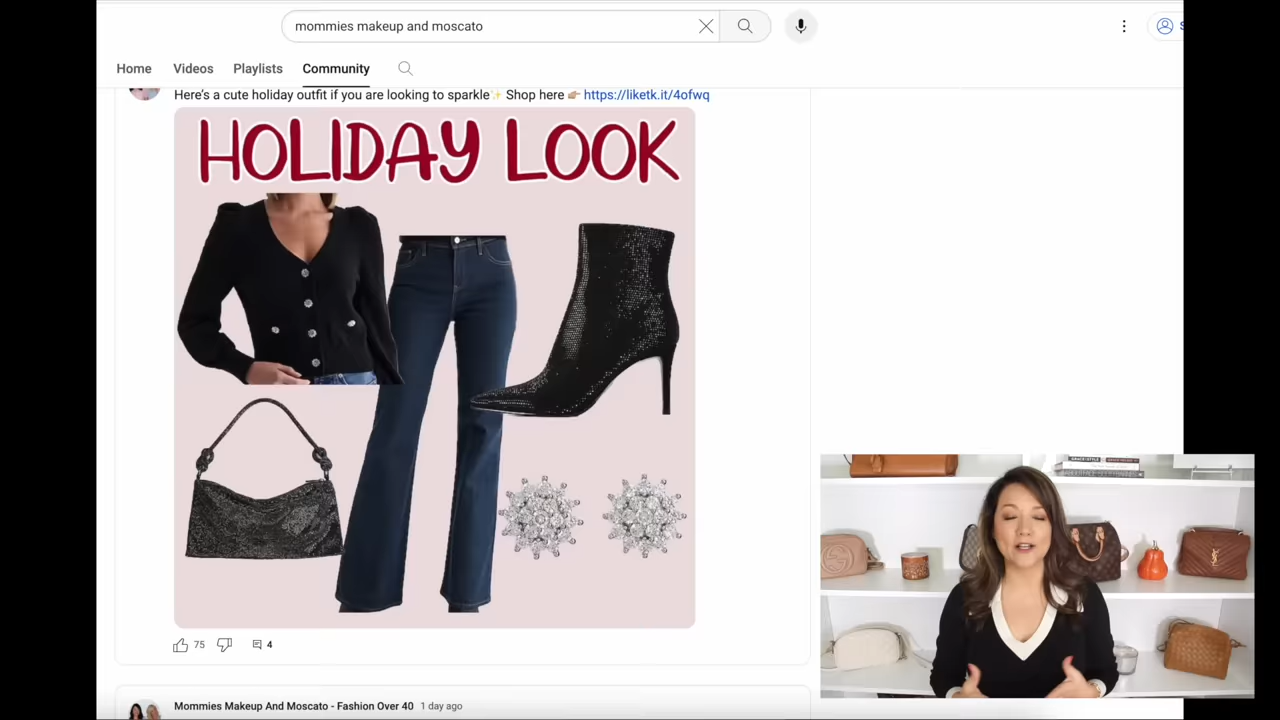 mommies makeup and moscato
Home Videos Playlists Community
Here's a cute holiday outfit if you are looking to sparkle✨ Shop here 👉🏼 https://liketk.it/4ofwq
HOLIDAY LOOK
75 4
Mommies Makeup And Moscato - Fashion Over 40 1 day ago